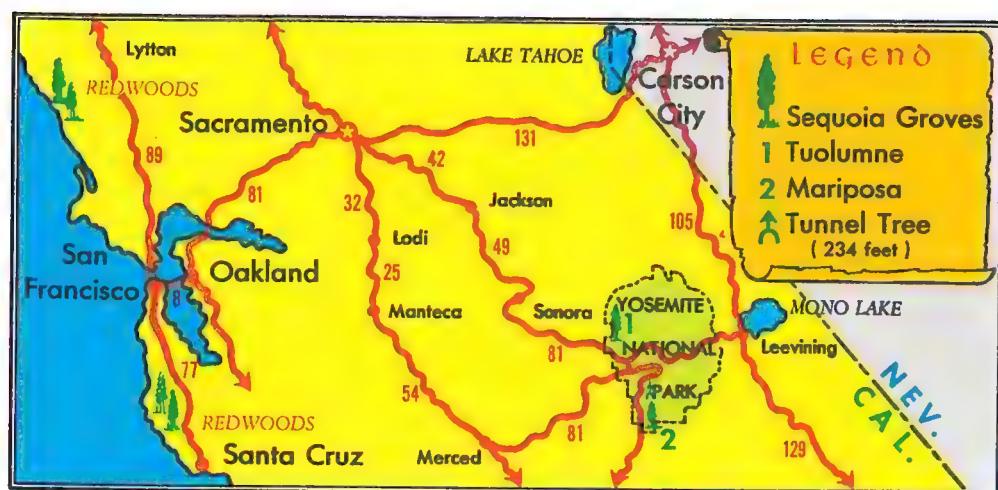 Lytton
REDWOODS
LAKE TAHOE
Carson
City
LEGEND
Sequoia Groves
1 Tuolumne
2 Mariposa
Tunnel Tree
(234 feet)
Sacramento
131
89
81
42
32
Jackson
105
Lodi
49
San
Francisco
Oakland
8
25
Manteca
Sonora
1
YOSEMITE
NATIONAL
PARK
MONO LAKE
Leevining
81
77
54
REDWOODS
Santa Cruz
Merced
81
2
129
NEV.
CAL.